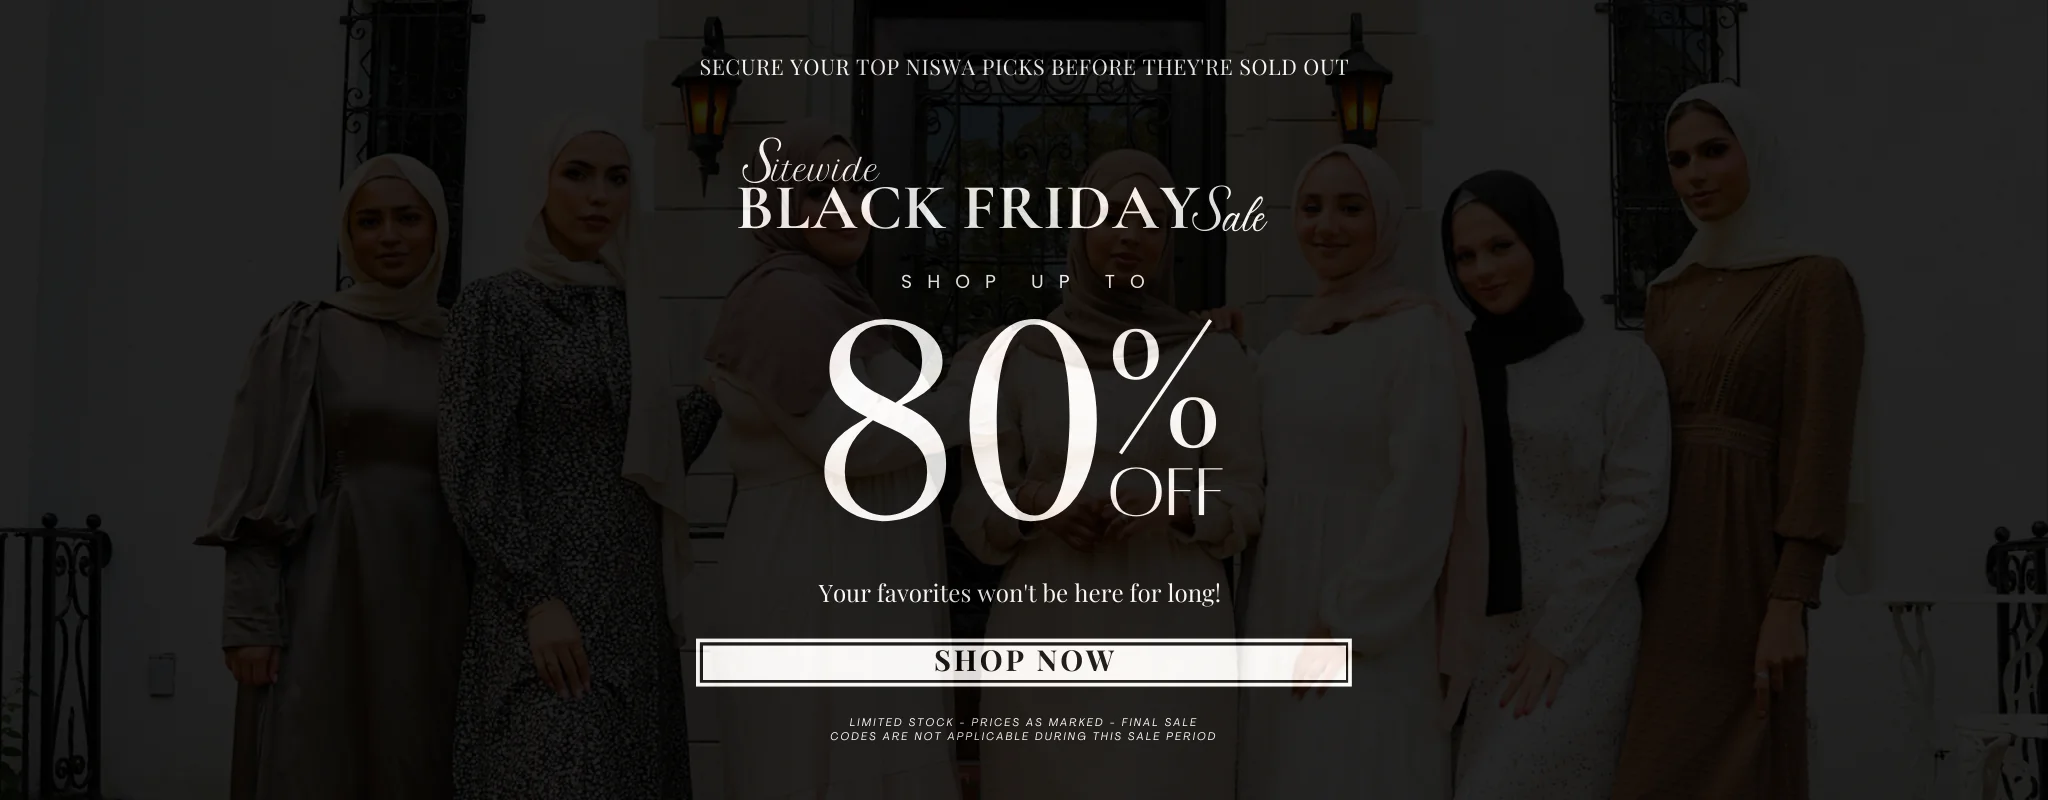 SECURE YOUR TOP NISWA PICKS BEFORE THEY'RE SOLD OUT
Sitewide
BLACK FRIDAY Sale
SHOP UP TO
80% OFF
Your favorites won't be here for long!
SHOP NOW
LIMITED STOCK - PRICES AS MARKED - FINAL SALE
CODES ARE NOT APPLICABLE DURING THIS SALE PERIOD